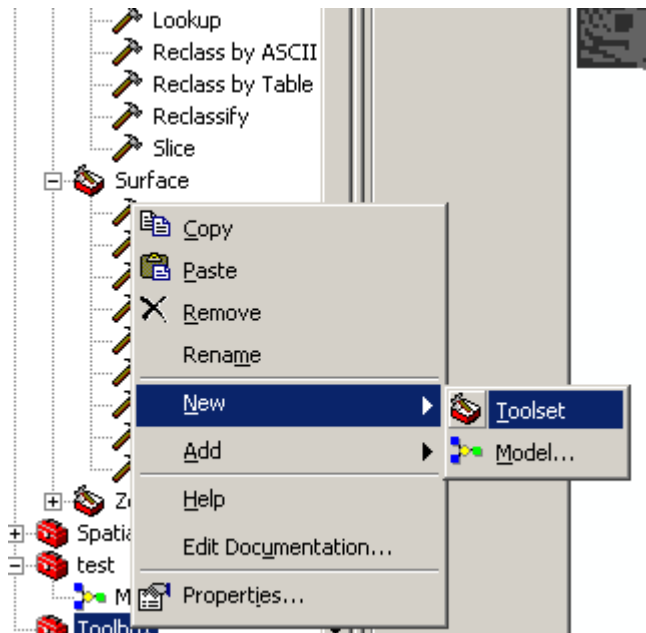 Lookup
Reclass by ASCII
Reclass by Table
Reclassify
Slice
Surface
Copy
Paste
Remove
Rename
New
Toolset
Add
Model...
Help
Edit Documentation...
test
Properties...